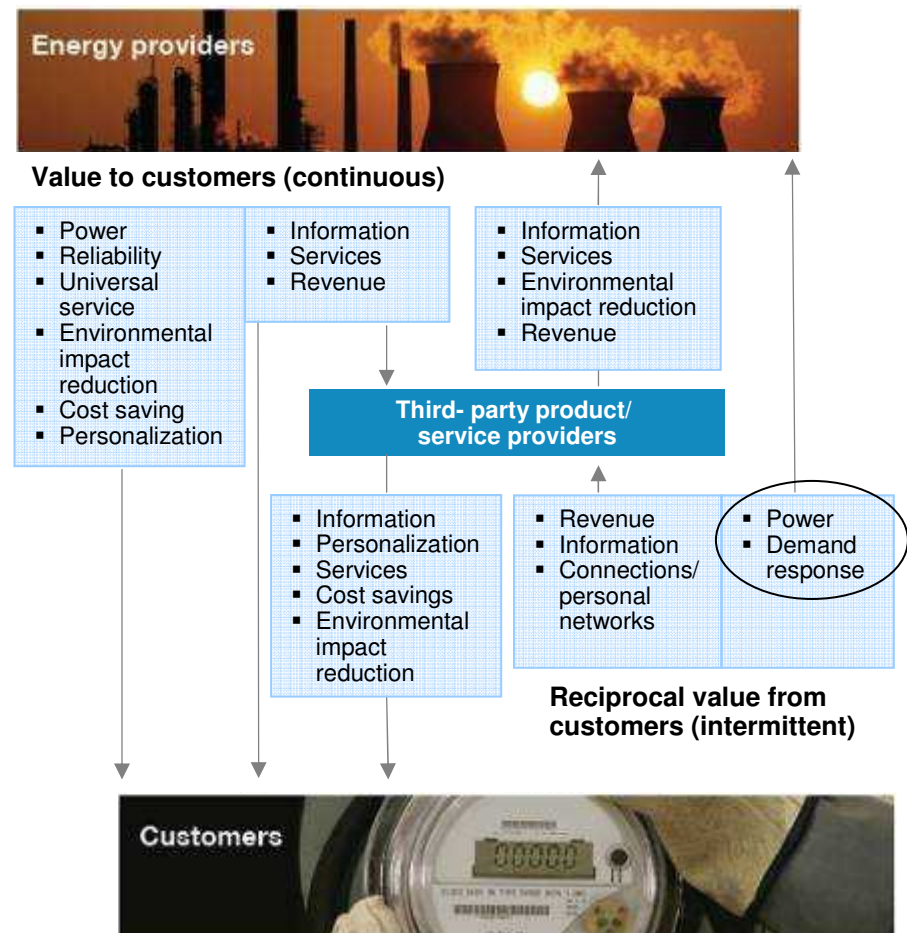 Energy providers
Value to customers (continuous)
▪ Power
▪ Reliability
▪ Universal
service
▪ Environmental
impact
reduction
▪ Cost saving
▪ Personalization
▪ Information
▪ Services
▪ Revenue
▪ Information
▪ Services
▪ Environmental
impact reduction
▪ Revenue
Third- party product/
service providers
▪ Information
▪ Personalization
▪ Services
▪ Cost savings
▪ Environmental
impact
reduction
▪ Revenue
▪ Information
▪ Connections/
personal
networks
▪ Power
▪ Demand
response
Reciprocal value from
customers (intermittent)
Customers
00000